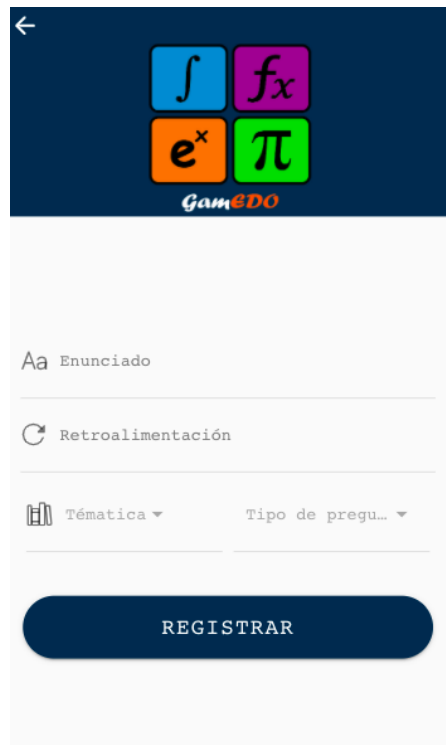 ∫ fx
eˣ π
GamEDO
Aa Enunciado
Retroalimentación
Tématica
Tipo de pregu…
REGISTRAR